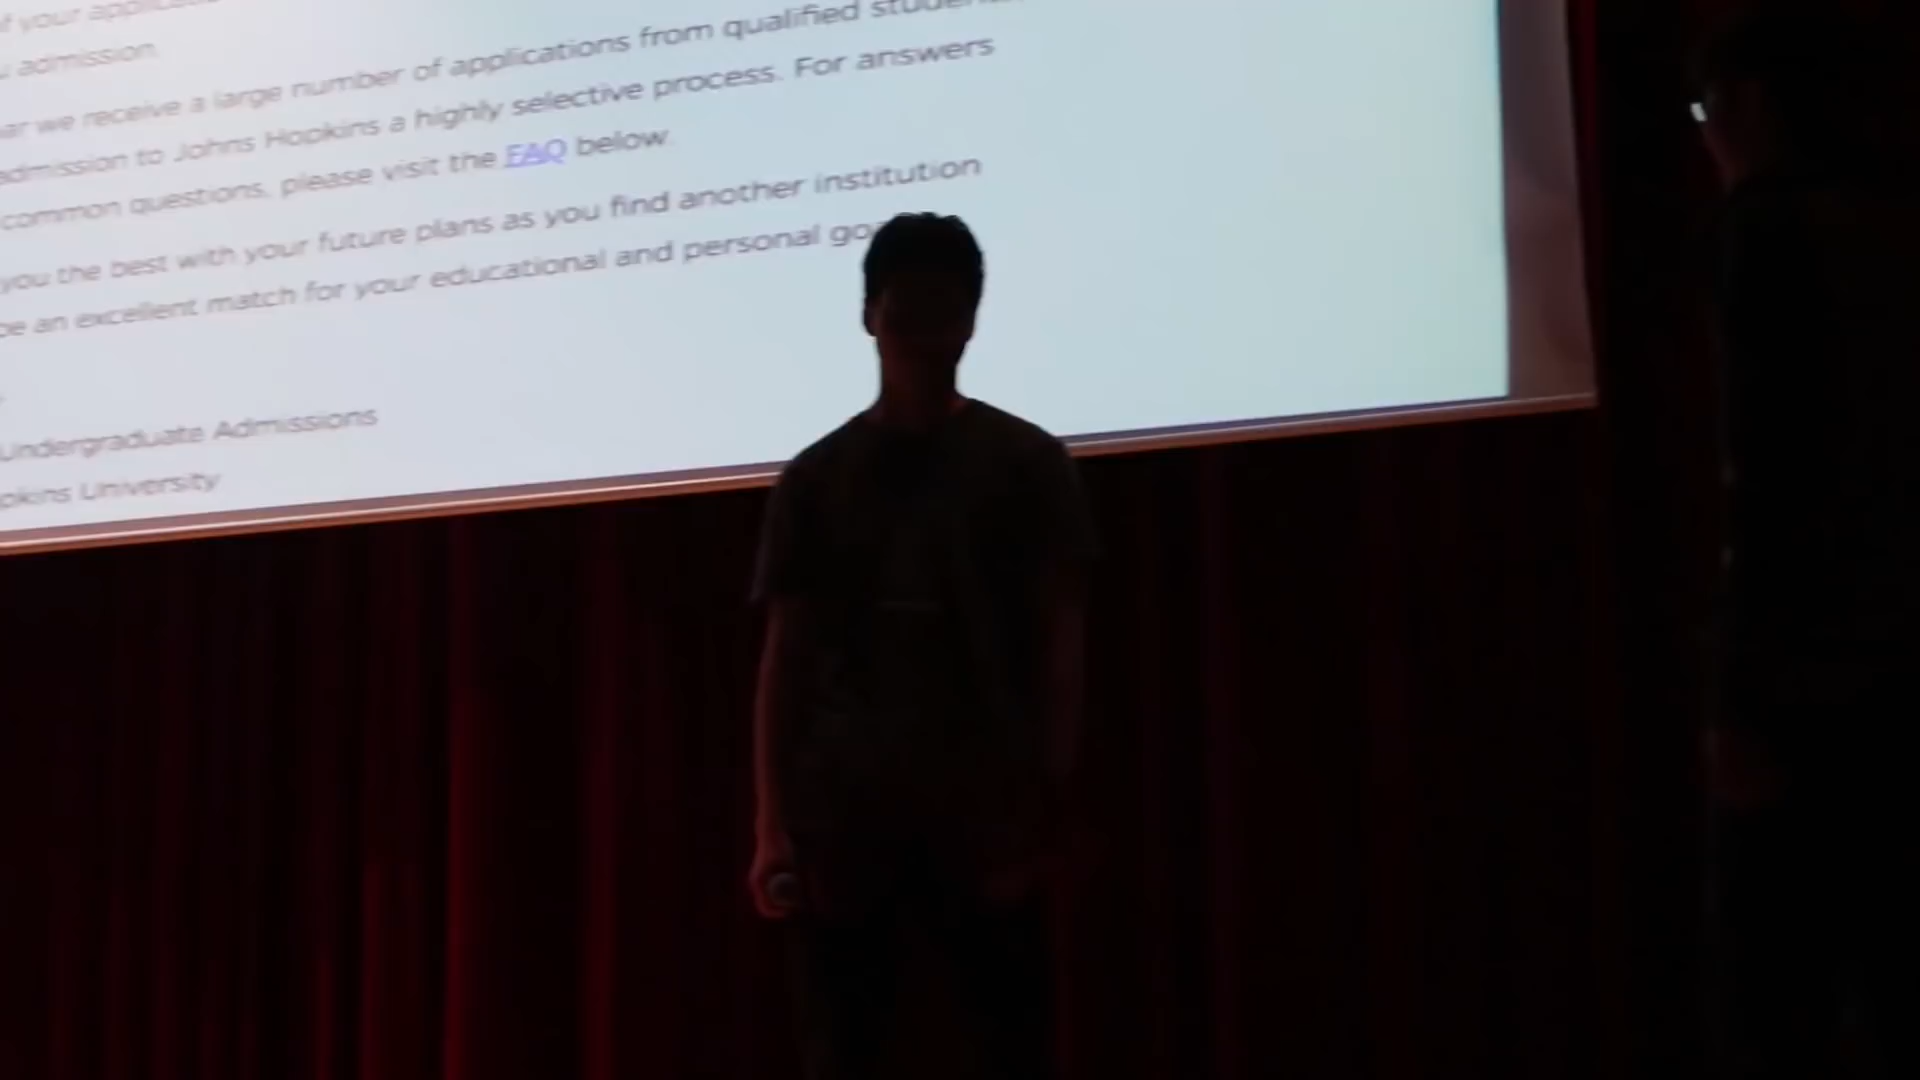 of your application
admission.
we receive a large number of applications from qualified
admission to Johns Hopkins a highly selective process. For answers
common questions, please visit the FAQ below.
you the best with your future plans as you find another institution
be an excellent match for your educational and personal
Undergraduate Admissions
pkins University